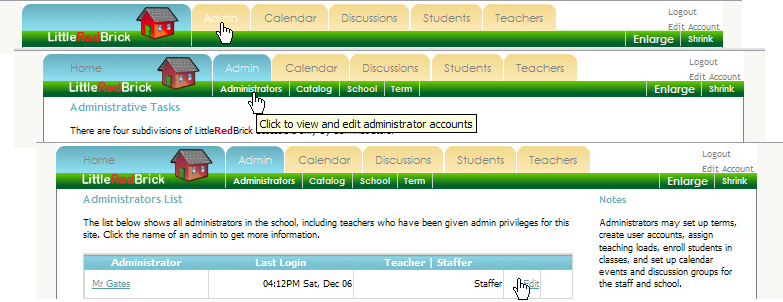 Admin Calendar Discussions Students Teachers Logout
Edit Account
LittleRedBrick Enlarge Shrink
Home Admin Calendar Discussions Students Teachers Logout
Edit Account
LittleRedBrick Administrators Catalog School Term Enlarge Shrink
Administrative Tasks
Click to view and edit administrator accounts
There are four subdivisions of LittleRedBrick
Home Admin Calendar Discussions Students Teachers Logout
Edit Account
LittleRedBrick Administrators Catalog School Term Enlarge Shrink
Administrators List
The list below shows all administrators in the school, including teachers who have been given admin privileges for this
site. Click the name of an admin to get more information.
Administrator Last Login Teacher | Staffer
Mr Gates 04:12PM Sat, Dec 06 Staffer Edit
Notes
Administrators may set up terms,
create user accounts, assign
teaching loads, enroll students in
classes, and set up calendar
events and discussion groups for
the staff and school.